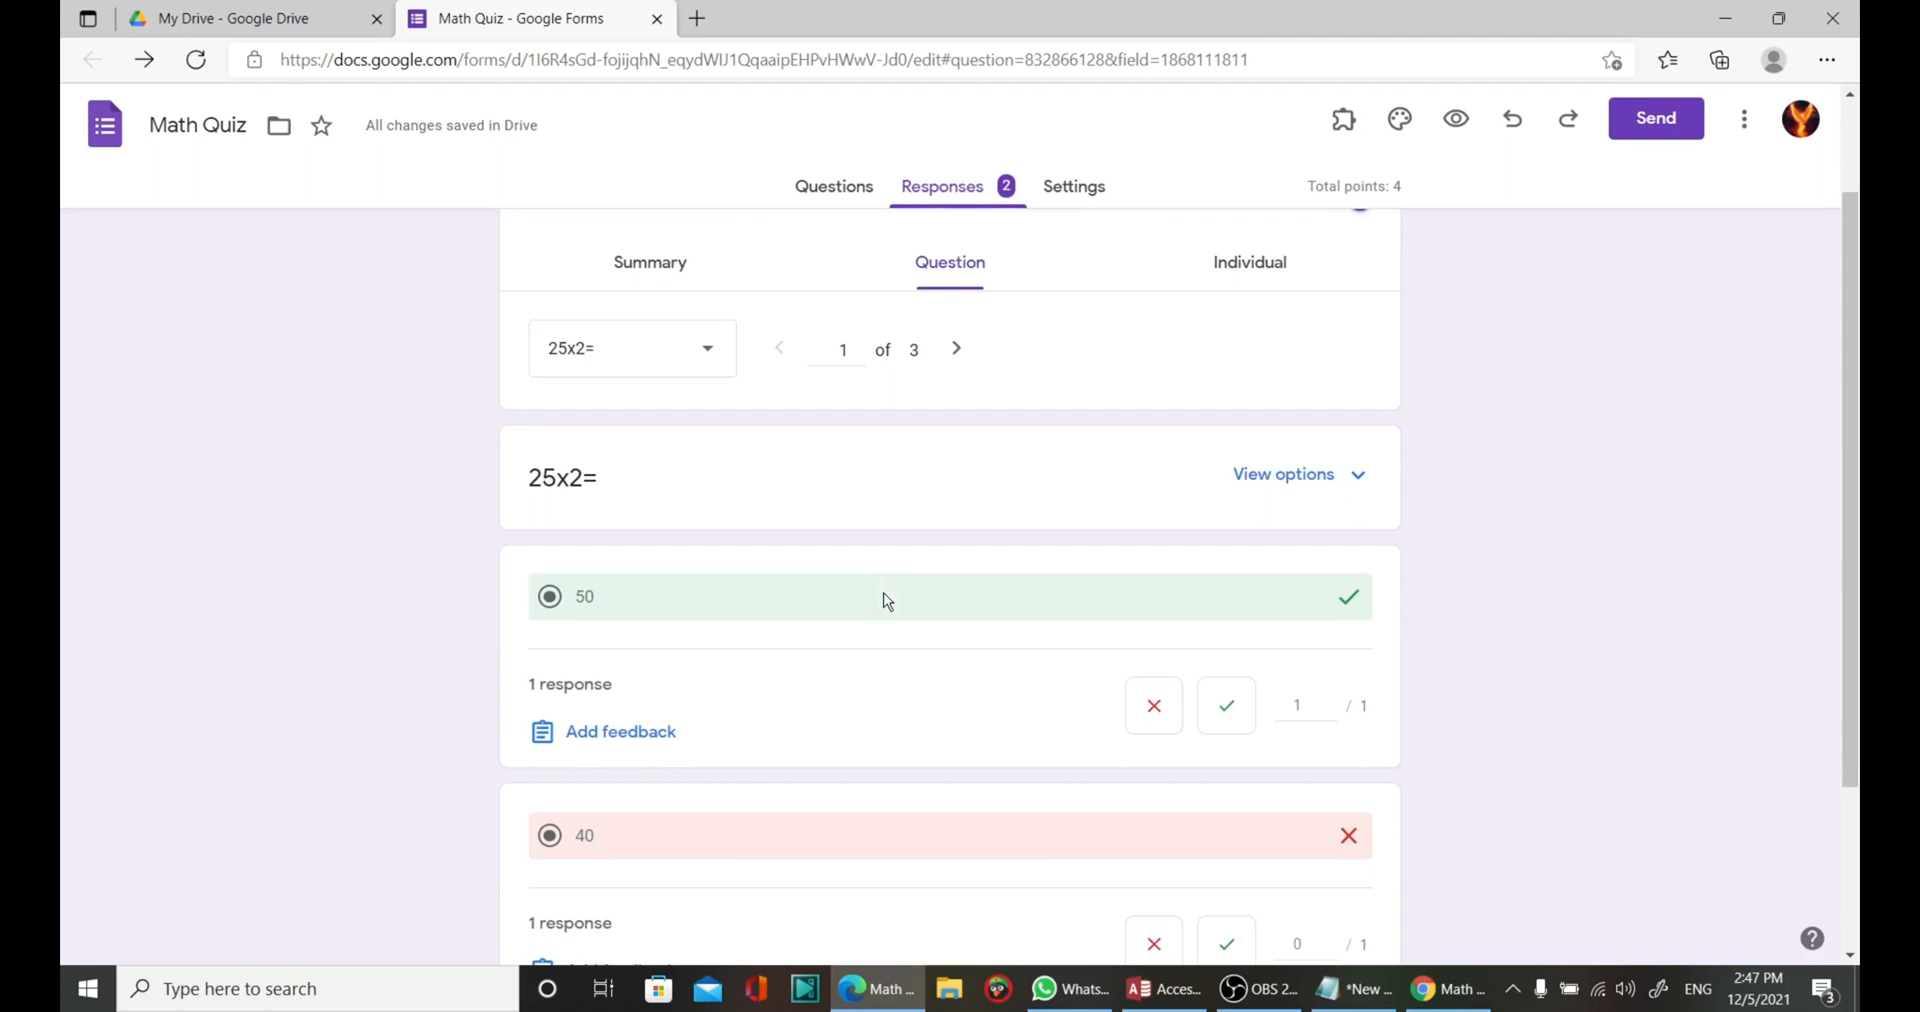 My Drive - Google Drive
Math Quiz - Google Forms
https://docs.google.com/forms/d/1I6R4sGd-fojijqhN_eqydWlJ1QqaaipEHPvHWwV-Jd0/edit#question=832866128&field=1868111811
Math Quiz
All changes saved in Drive
Send
Questions
Responses 2
Settings
Total points: 4
Summary
Question
Individual
25x2=
1 of 3
25x2=
View options
50
1 response
1 / 1
Add feedback
40
1 response
0 / 1
Type here to search
Math ...
Whats...
Acces...
OBS 2...
*New ...
Math ...
ENG
2:47 PM
12/5/2021
3